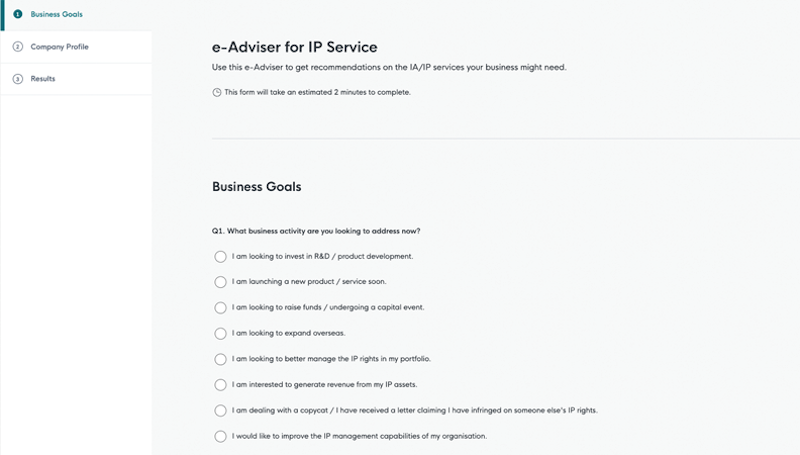 1 Business Goals
2 Company Profile
3 Results
e-Adviser for IP Service
Use this e-Adviser to get recommendations on the IA/IP services your business might need.
This form will take an estimated 2 minutes to complete.
Business Goals
Q1. What business activity are you looking to address now?
I am looking to invest in R&D / product development.
I am launching a new product / service soon.
I am looking to raise funds / undergoing a capital event.
I am looking to expand overseas.
I am looking to better manage the IP rights in my portfolio.
I am interested to generate revenue from my IP assets.
I am dealing with a copycat / I have received a letter claiming I have infringed on someone else's IP rights.
I would like to improve the IP management capabilities of my organisation.